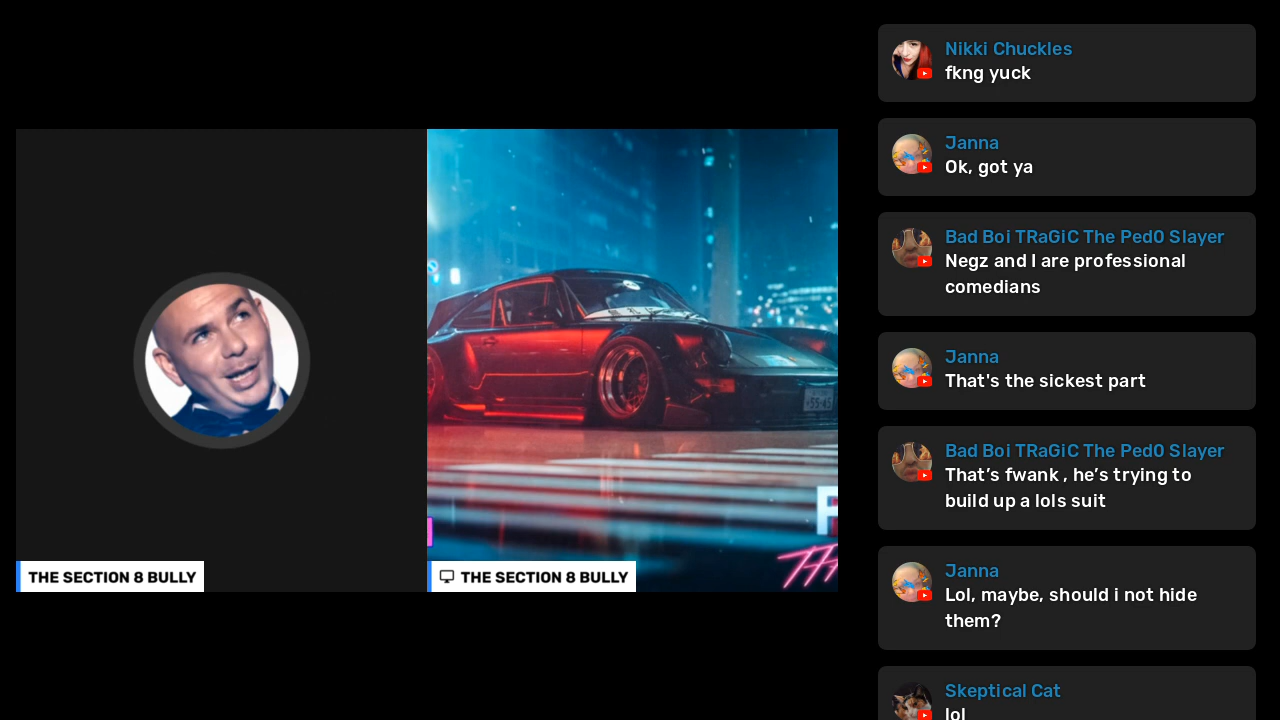 Nikki Chuckles
fkng yuck
Janna
Ok, got ya
Bad Boi TRaGiC The Ped0 Slayer
Negz and I are professional
comedians
Janna
That's the sickest part
Bad Boi TRaGiC The Ped0 Slayer
That’s fwank , he’s trying to
build up a lols suit
Janna
Lol, maybe, should i not hide
them?
Skeptical Cat
lol
THE SECTION 8 BULLY
THE SECTION 8 BULLY